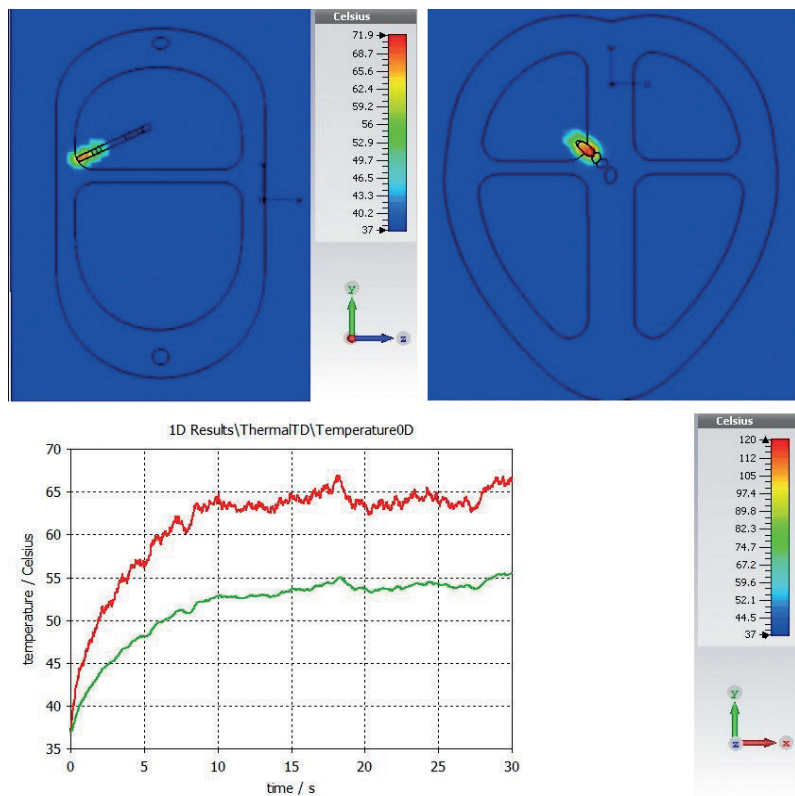 Celsius
71.9
68.7
65.6
62.4
59.2
56
52.9
49.7
46.5
43.3
40.2
37
y
z
1D Results\ThermalTD\Temperature0D
temperature / Celsius
70
65
60
55
50
45
40
35
0 5 10 15 20 25 30
time / s
Celsius
120
112
105
97.4
89.8
82.3
74.7
67.2
59.6
52.1
44.5
37
y
z
x